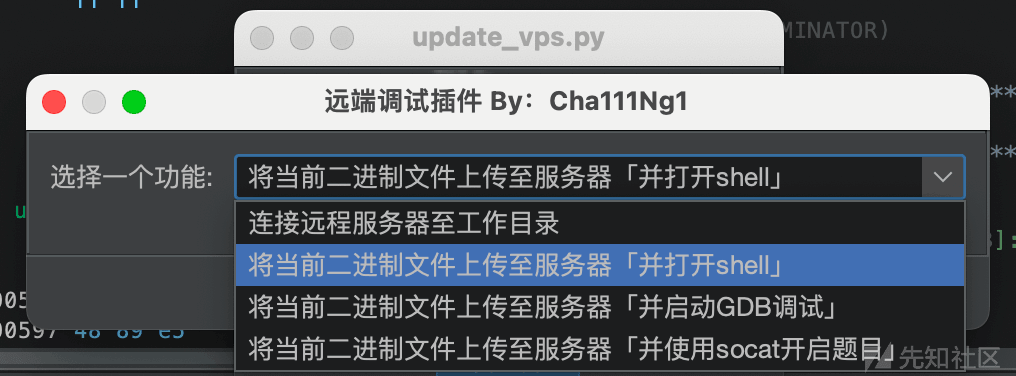 MINATOR)
update_vps.py
远端调试插件 By：Cha111Ng1
**
选择一个功能:
将当前二进制文件上传至服务器「并打开shell」
**
u
连接远程服务器至工作目录
]:
将当前二进制文件上传至服务器「并打开shell」
005
将当前二进制文件上传至服务器「并启动GDB调试」
00597 48 89 e5
将当前二进制文件上传至服务器「并使用socat开启题目」
先知社区